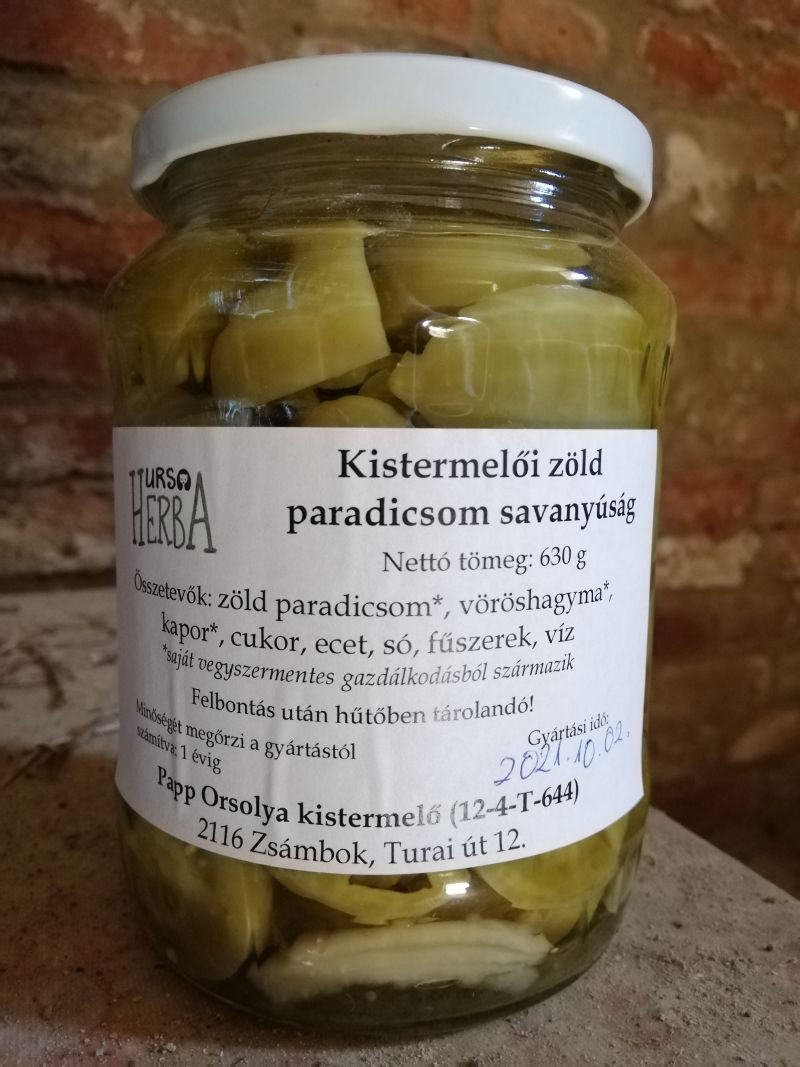 URSO
HERBA
Kistermelői zöld
paradicsom savanyúság
Nettó tömeg: 630 g
Összetevők: zöld paradicsom*, vöröshagyma*,
kapor*, cukor, ecet, só, fűszerek, víz
*saját vegyszermentes gazdálkodásból származik
Felbontás után hűtőben tárolandó!
Minőségét megőrzi a gyártástól
számítva: 1 évig
Gyártási idő:
2021.10.02.
Papp Orsolya kistermelő (12-4-T-644)
2116 Zsámbok, Turai út 12.